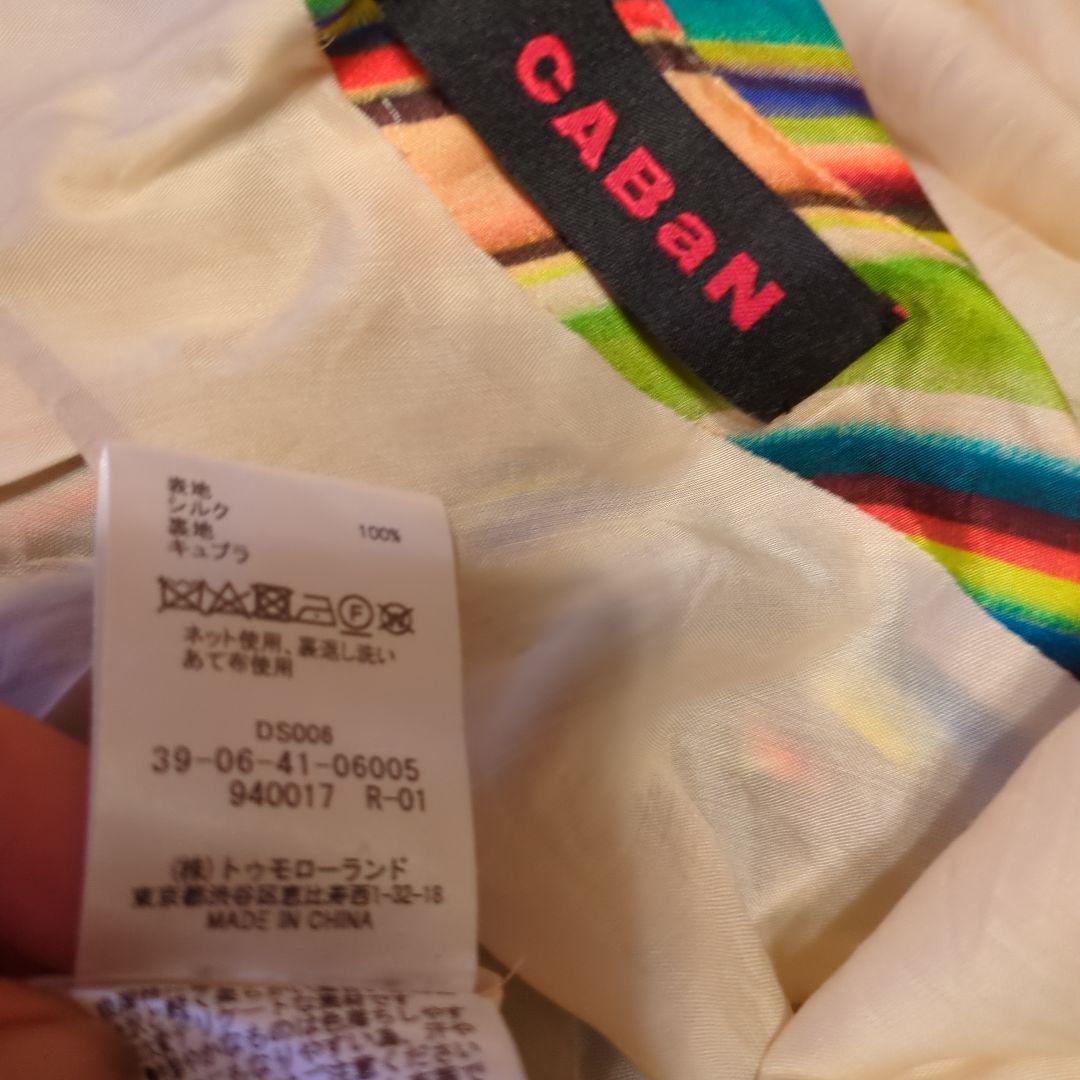 CABaN
表地
シルク 100%
裏地
キュプラ
ネット使用、裏返し洗い
あて布使用
DS006
39-06-41-06005
940017 R-01
(株)トゥモローランド
東京都渋谷区恵比寿西1-32-18
MADE IN CHINA